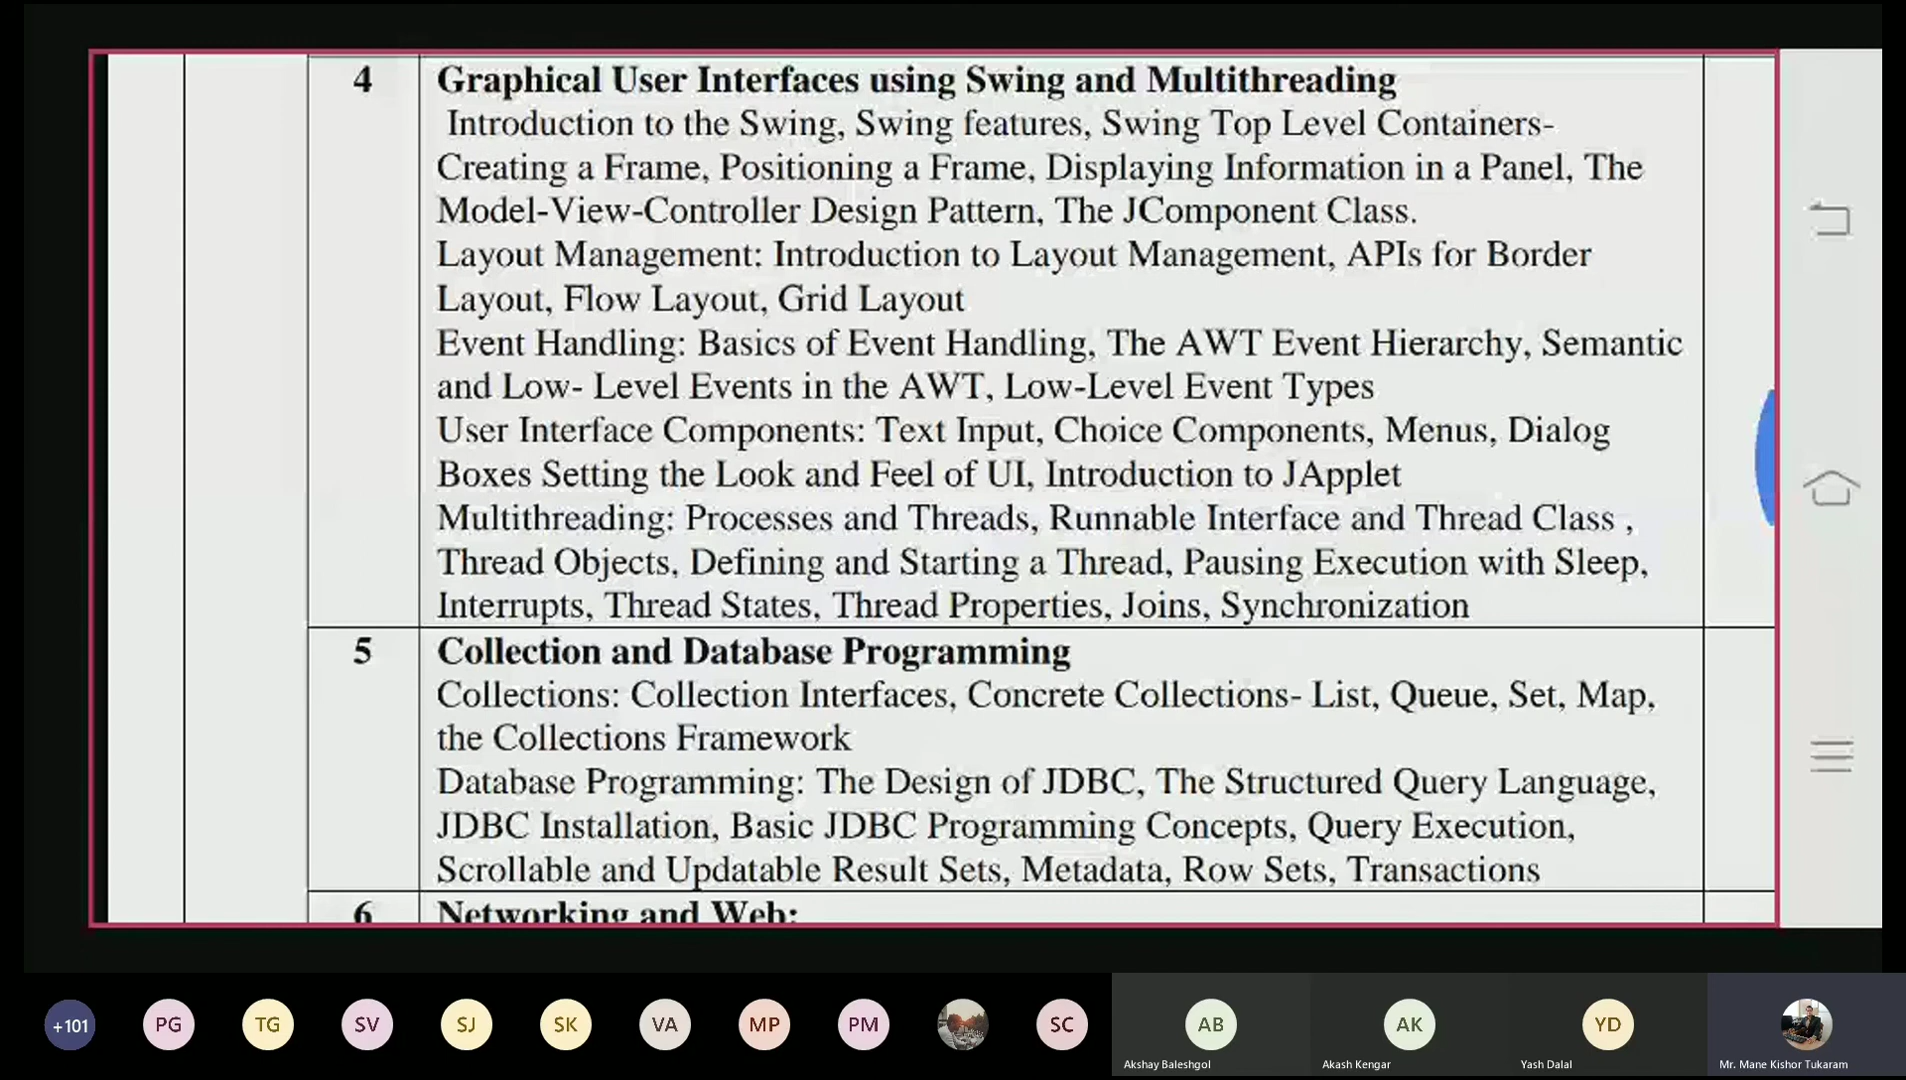 4 Graphical User Interfaces using Swing and Multithreading
Introduction to the Swing, Swing features, Swing Top Level Containers-
Creating a Frame, Positioning a Frame, Displaying Information in a Panel, The
Model-View-Controller Design Pattern, The JComponent Class.
Layout Management: Introduction to Layout Management, APIs for Border
Layout, Flow Layout, Grid Layout
Event Handling: Basics of Event Handling, The AWT Event Hierarchy, Semantic
and Low- Level Events in the AWT, Low-Level Event Types
User Interface Components: Text Input, Choice Components, Menus, Dialog
Boxes Setting the Look and Feel of UI, Introduction to JApplet
Multithreading: Processes and Threads, Runnable Interface and Thread Class ,
Thread Objects, Defining and Starting a Thread, Pausing Execution with Sleep,
Interrupts, Thread States, Thread Properties, Joins, Synchronization
5 Collection and Database Programming
Collections: Collection Interfaces, Concrete Collections- List, Queue, Set, Map,
the Collections Framework
Database Programming: The Design of JDBC, The Structured Query Language,
JDBC Installation, Basic JDBC Programming Concepts, Query Execution,
Scrollable and Updatable Result Sets, Metadata, Row Sets, Transactions
6 Networking and Web:
+101 PG TG SV SJ SK VA MP PM SC AB AK YD
Akshay Baleshgol Akash Kengar Yash Dalal Mr. Mane Kishor Tukaram